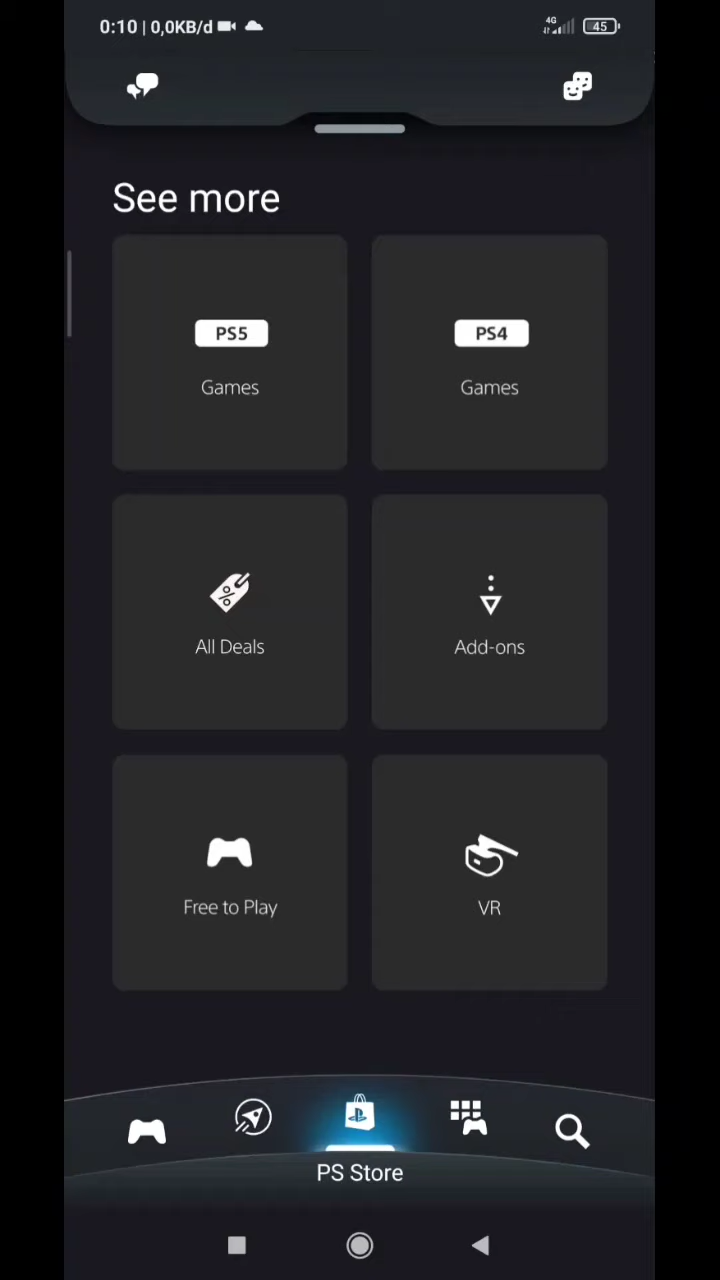 0:10 | 0,0KB/d 4G 45
See more
PS5 PS4
Games Games
All Deals Add-ons
Free to Play VR
PS Store